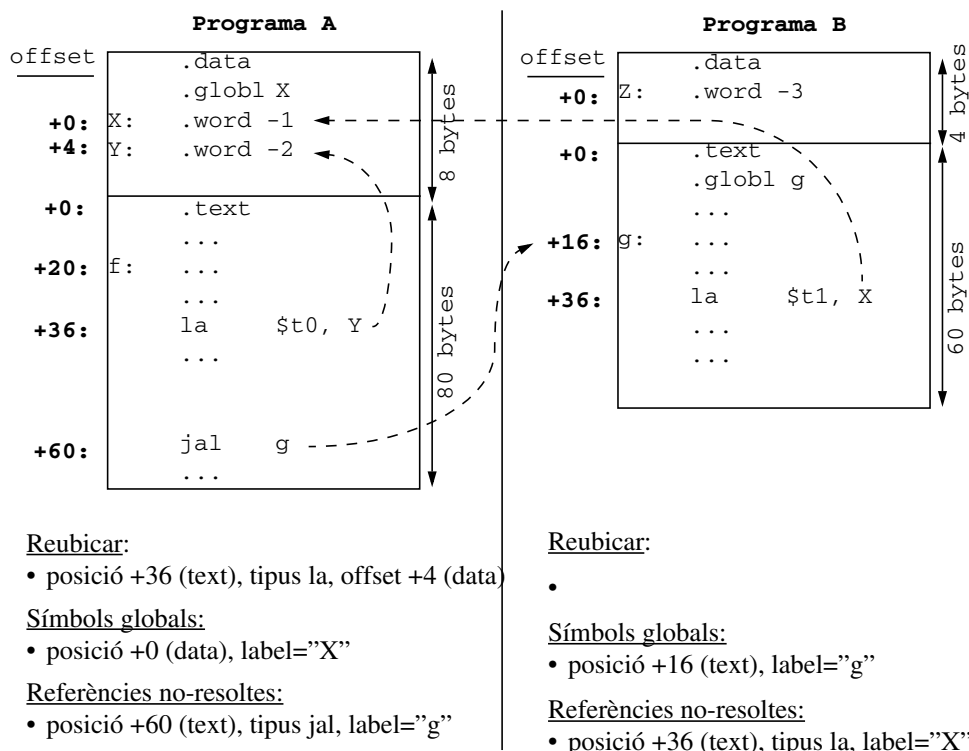 Programa A
offset
.data
.globl X
+0: X: .word -1
+4: Y: .word -2
8 bytes
+0: .text
...
+20: f: ...
...
+36: la $t0, Y
...
+60: jal g
...
80 bytes
Reubicar:
• posició +36 (text), tipus la, offset +4 (data)
Símbols globals:
• posició +0 (data), label=”X”
Referències no-resoltes:
• posició +60 (text), tipus jal, label=”g”
Programa B
offset
.data
+0: Z: .word -3
4 bytes
+0: .text
.globl g
...
+16: g: ...
...
+36: la $t1, X
...
...
60 bytes
Reubicar:
•
Símbols globals:
• posició +16 (text), label=”g”
Referències no-resoltes:
• posició +36 (text), tipus la, label=”X”